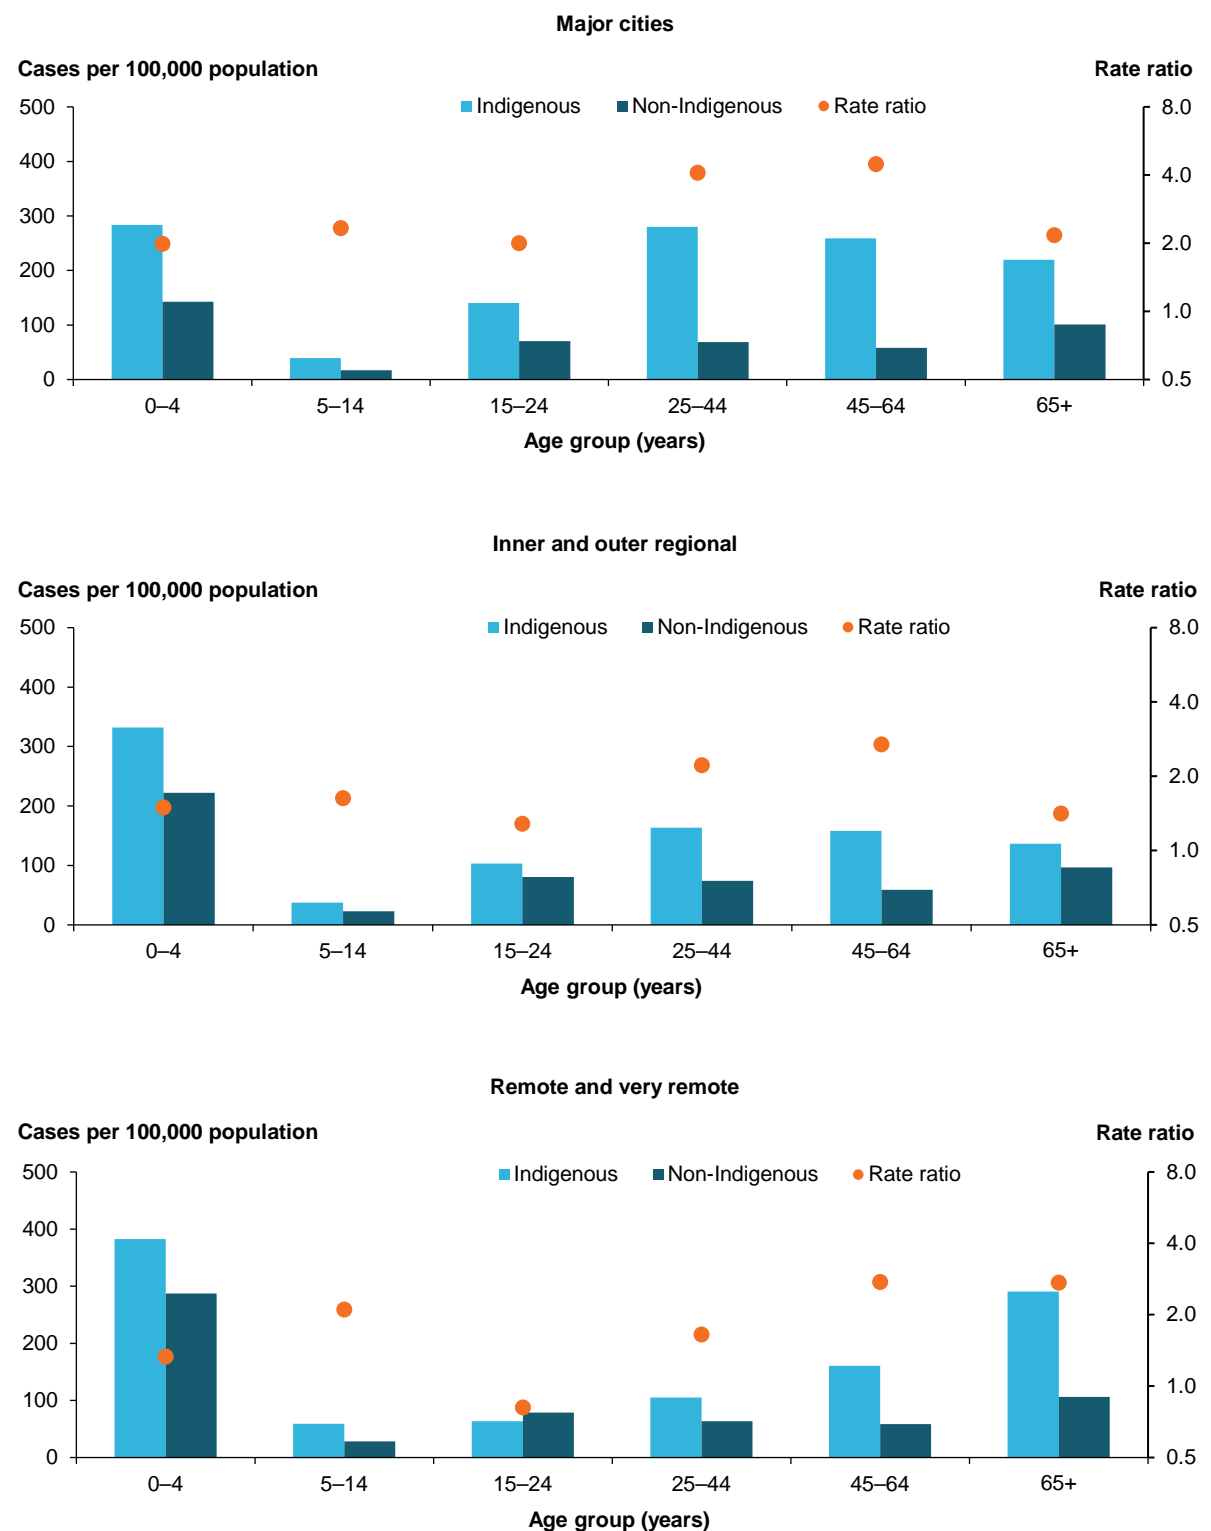 Major cities
Cases per 100,000 population Rate ratio
500 Indigenous Non-Indigenous Rate ratio 8.0
400 4.0
300
200 2.0
100 1.0
0 0.5
0–4 5–14 15–24 25–44 45–64 65+
Age group (years)
Inner and outer regional
Cases per 100,000 population Rate ratio
500 Indigenous Non-Indigenous Rate ratio 8.0
400 4.0
300 2.0
200
100 1.0
0 0.5
0–4 5–14 15–24 25–44 45–64 65+
Age group (years)
Remote and very remote
Cases per 100,000 population Rate ratio
500 Indigenous Non-Indigenous Rate ratio 8.0
400 4.0
300 2.0
200
100 1.0
0 0.5
0–4 5–14 15–24 25–44 45–64 65+
Age group (years)